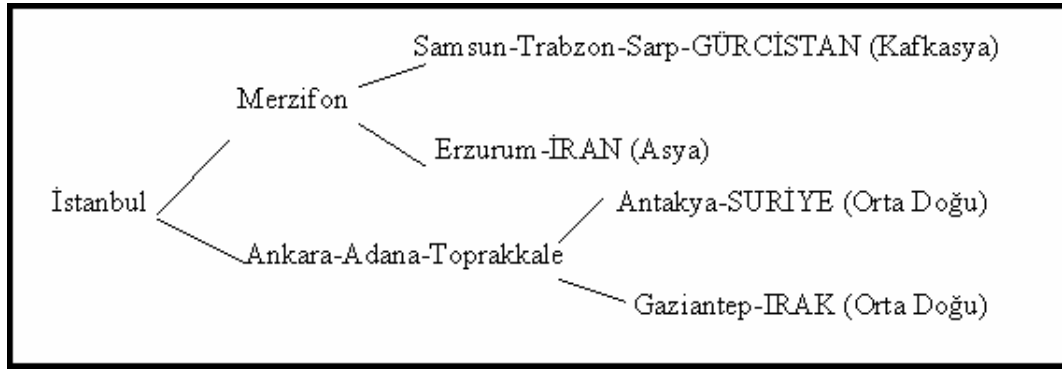 Samsun-Trabzon-Sarp-GÜRCİSTAN (Kafkasya)
Merzifon
Erzurum-İRAN (Asya)
İstanbul
Antakya-SURİYE (Orta Doğu)
Ankara-Adana-Toprakkale
Gaziantep-IRAK (Orta Doğu)